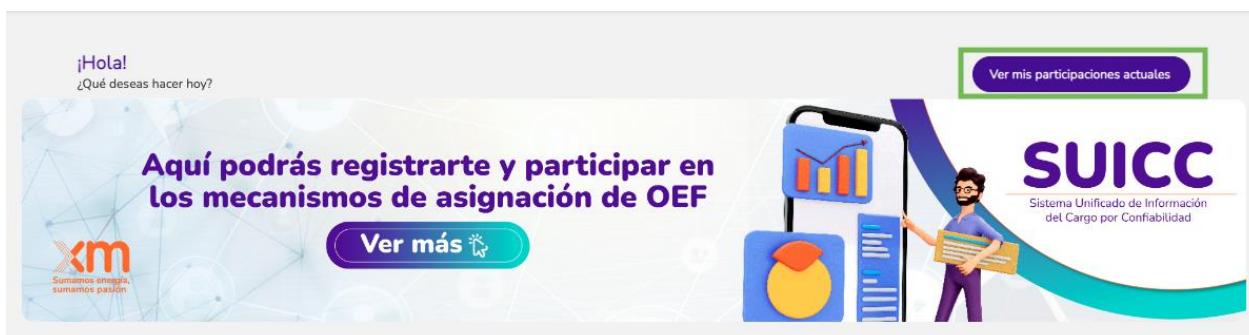 ¡Hola!
¿Qué deseas hacer hoy?
Ver mis participaciones actuales
Aquí podrás registrarte y participar en
los mecanismos de asignación de OEF
Ver más
xm
Sumamos energía,
sumamos pasión
SUICC
Sistema Unificado de Información
del Cargo por Confiabilidad